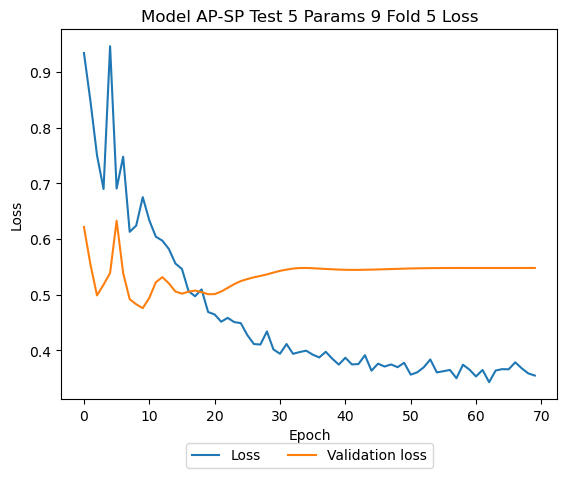 Model AP-SP Test 5 Params 9 Fold 5 Loss
Loss
0.9
0.8
0.7
0.6
0.5
0.4
0 10 20 30 40 50 60 70
Epoch
Loss Validation loss